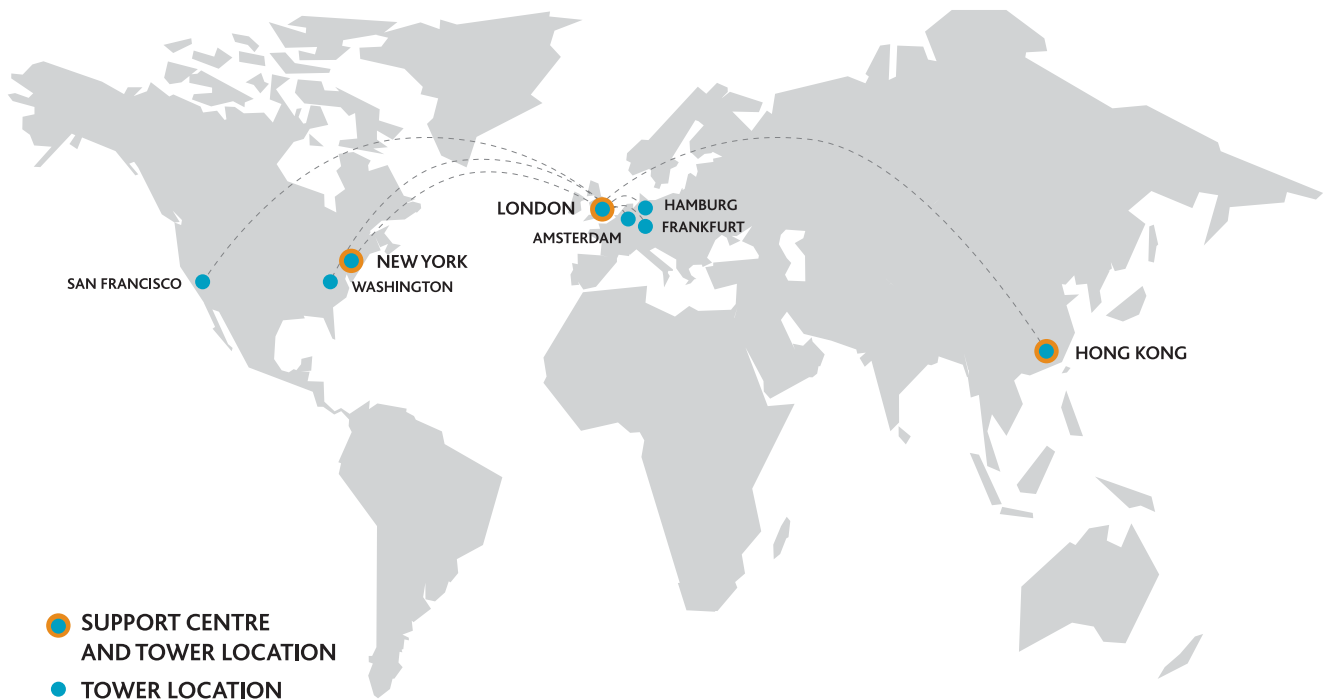 LONDON
HAMBURG
FRANKFURT
AMSTERDAM
NEW YORK
SAN FRANCISCO
WASHINGTON
HONG KONG
SUPPORT CENTRE
AND TOWER LOCATION
TOWER LOCATION